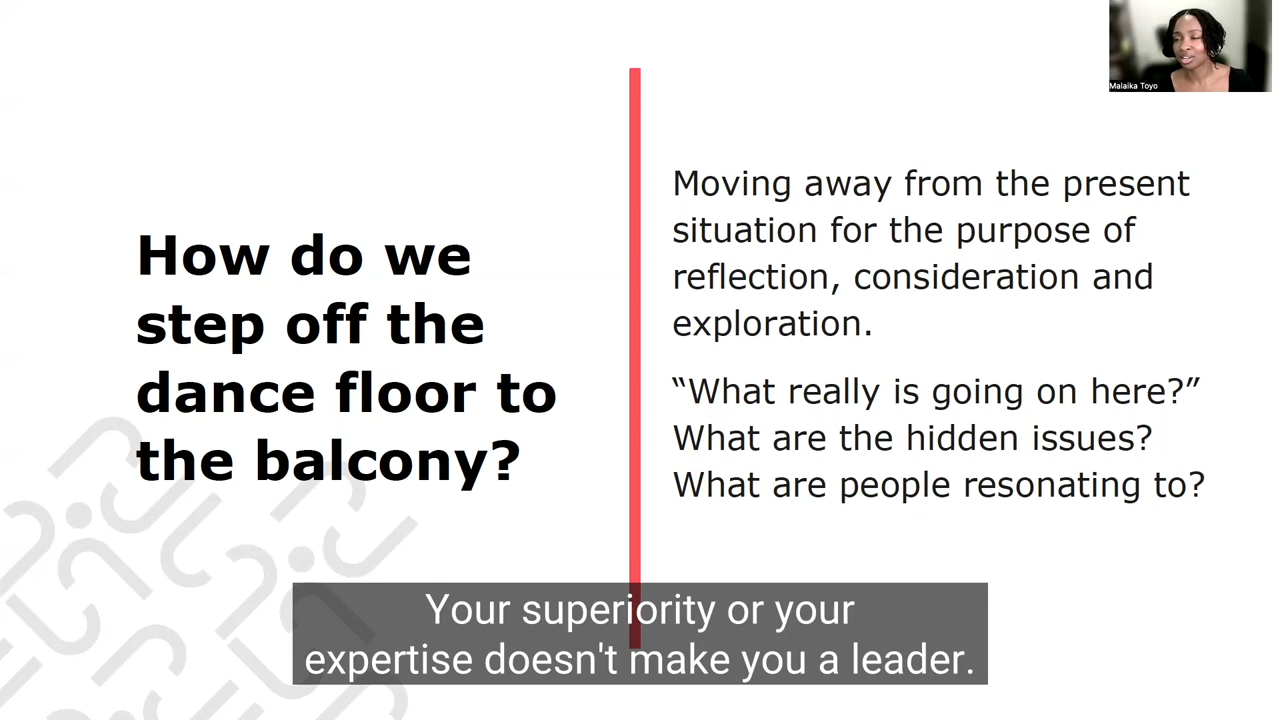 Malaika Toyo
How do we
step off the
dance floor to
the balcony?
Moving away from the present
situation for the purpose of
reflection, consideration and
exploration.
“What really is going on here?”
What are the hidden issues?
What are people resonating to?
Your superiority or your
expertise doesn't make you a leader.